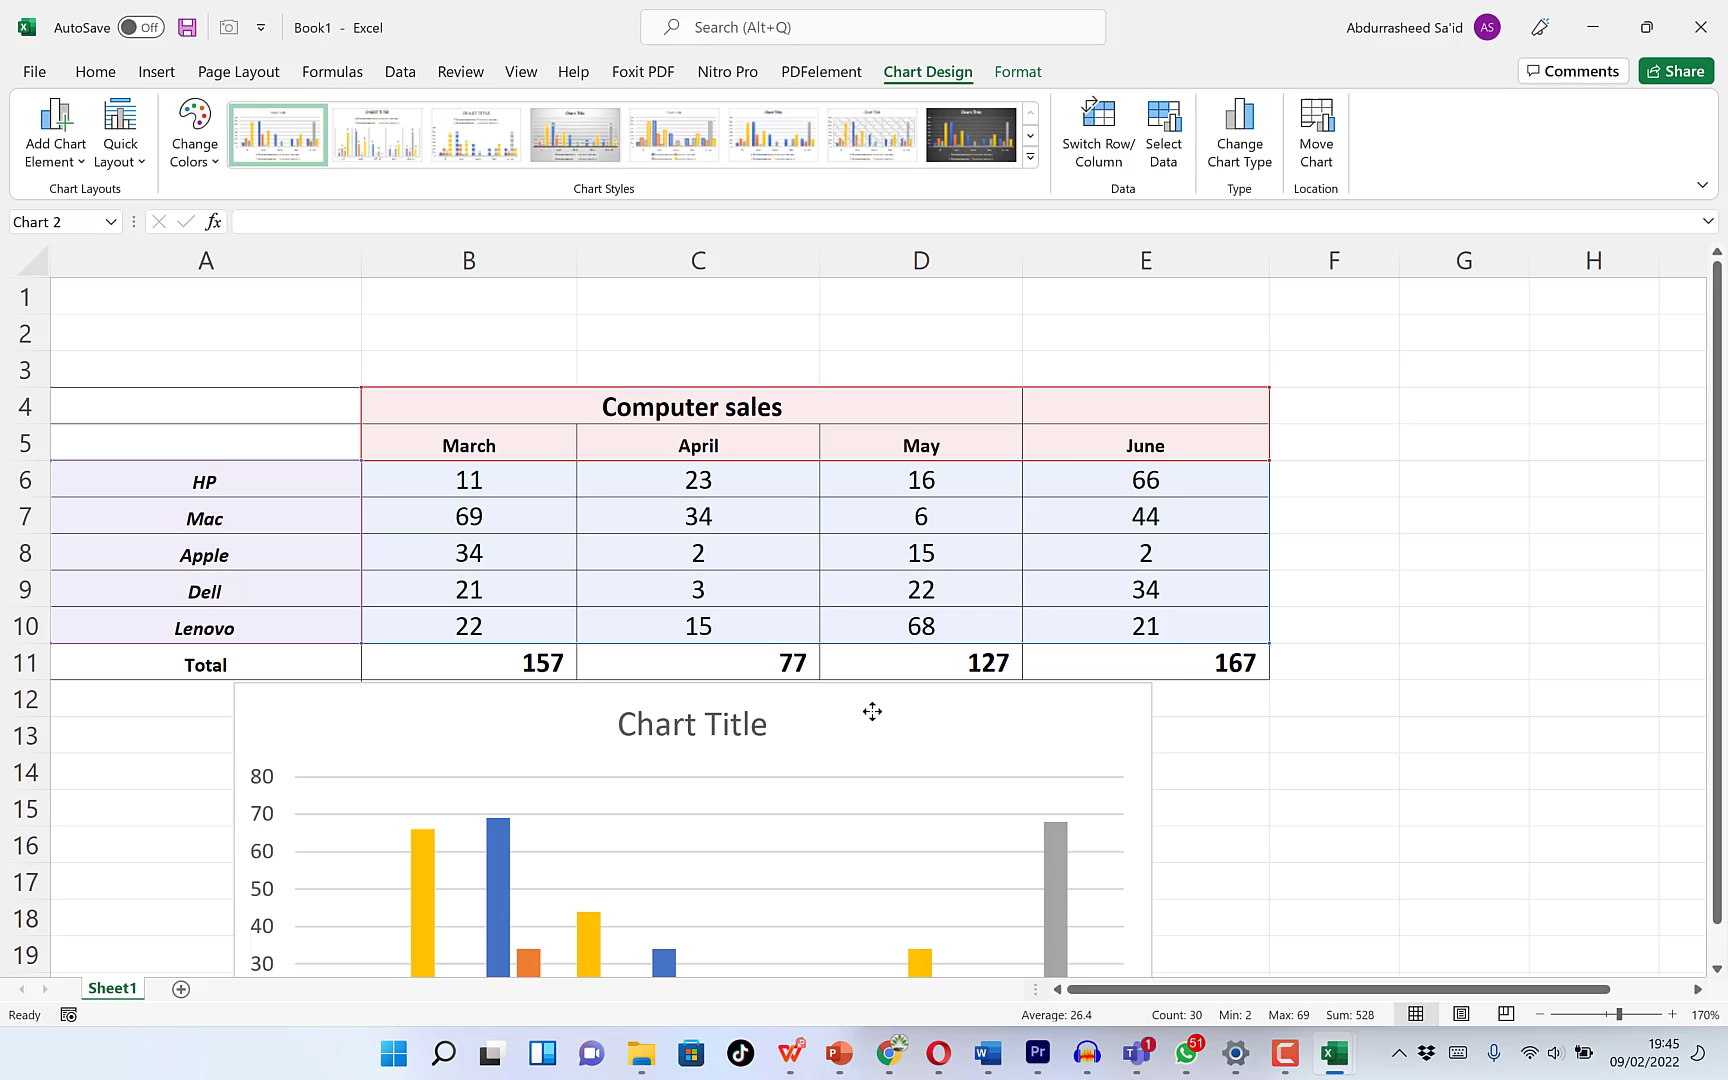 AutoSave Off Book1 - Excel Search (Alt+Q) Abdurrasheed Sa'id AS
File Home Insert Page Layout Formulas Data Review View Help Foxit PDF Nitro Pro PDFelement Chart Design Format Comments Share
Add Chart Element Quick Layout Change Colors Switch Row/ Column Select Data Change Chart Type Move Chart
Chart Layouts Chart Styles Data Type Location
Chart 2 fx
A B C D E F G H
1
2
3
4 Computer sales
5 March April May June
6 HP 11 23 16 66
7 Mac 69 34 6 44
8 Apple 34 2 15 2
9 Dell 21 3 22 34
10 Lenovo 22 15 68 21
11 Total 157 77 127 167
12
13 Chart Title
14 80
15 70
16 60
17 50
18 40
19 30
Sheet1
Ready Average: 26.4 Count: 30 Min: 2 Max: 69 Sum: 528 170%
1 51 19:45
09/02/2022